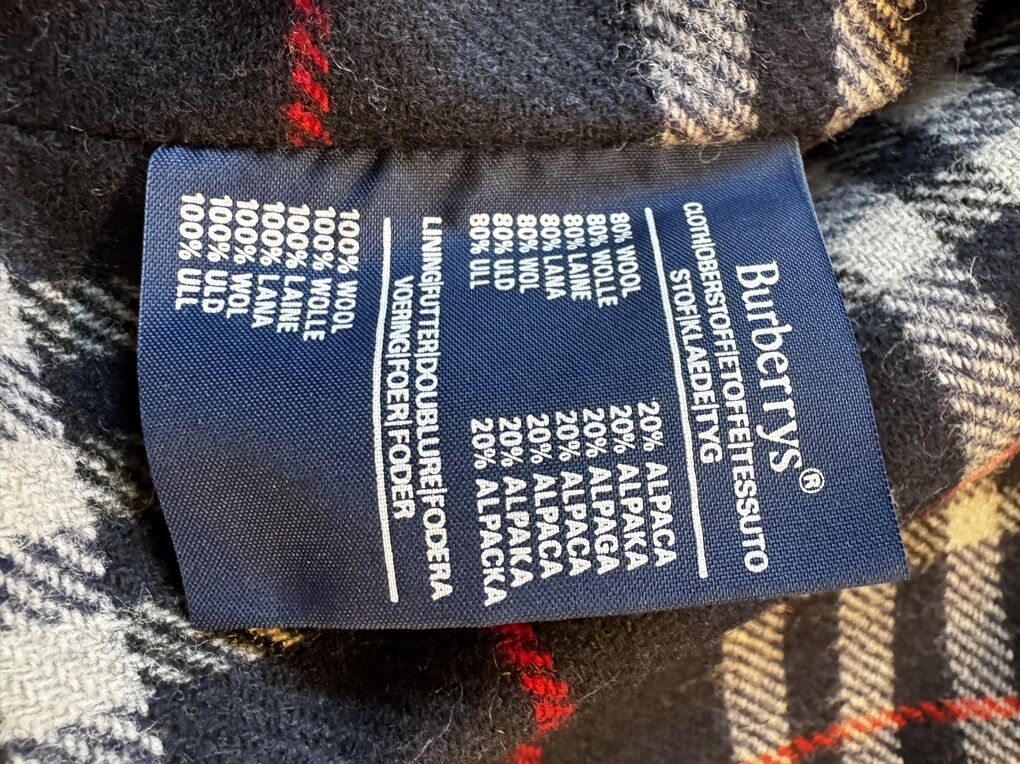 Burberrys®
CLOTH|OBERSTOFF|ETOFFE|TESSUTO
STOF|KLAEDE|TYG
80% WOOL 20% ALPACA
80% WOLLE 20% ALPAKA
80% LAINE 20% ALPAGA
80% LANA 20% ALPACA
80% WOL 20% ALPACA
80% ULD 20% ALPAKA
80% ULL 20% ALPACKA
LINING|FUTTER|DOUBLURE|FODERA
VOERING|FOER|FODER
100% WOOL
100% WOLLE
100% LAINE
100% LANA
100% WOL
100% ULD
100% ULL